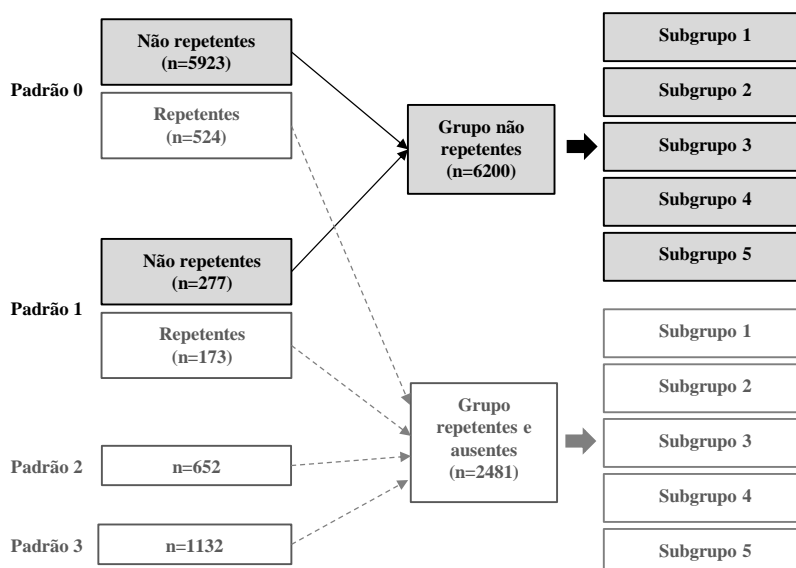 Padrão 0
Não repetentes
(n=5923)
Repetentes
(n=524)
Padrão 1
Não repetentes
(n=277)
Repetentes
(n=173)
Padrão 2
n=652
Padrão 3
n=1132
Grupo não
repetentes
(n=6200)
Grupo
repetentes e
ausentes
(n=2481)
Subgrupo 1
Subgrupo 2
Subgrupo 3
Subgrupo 4
Subgrupo 5
Subgrupo 1
Subgrupo 2
Subgrupo 3
Subgrupo 4
Subgrupo 5